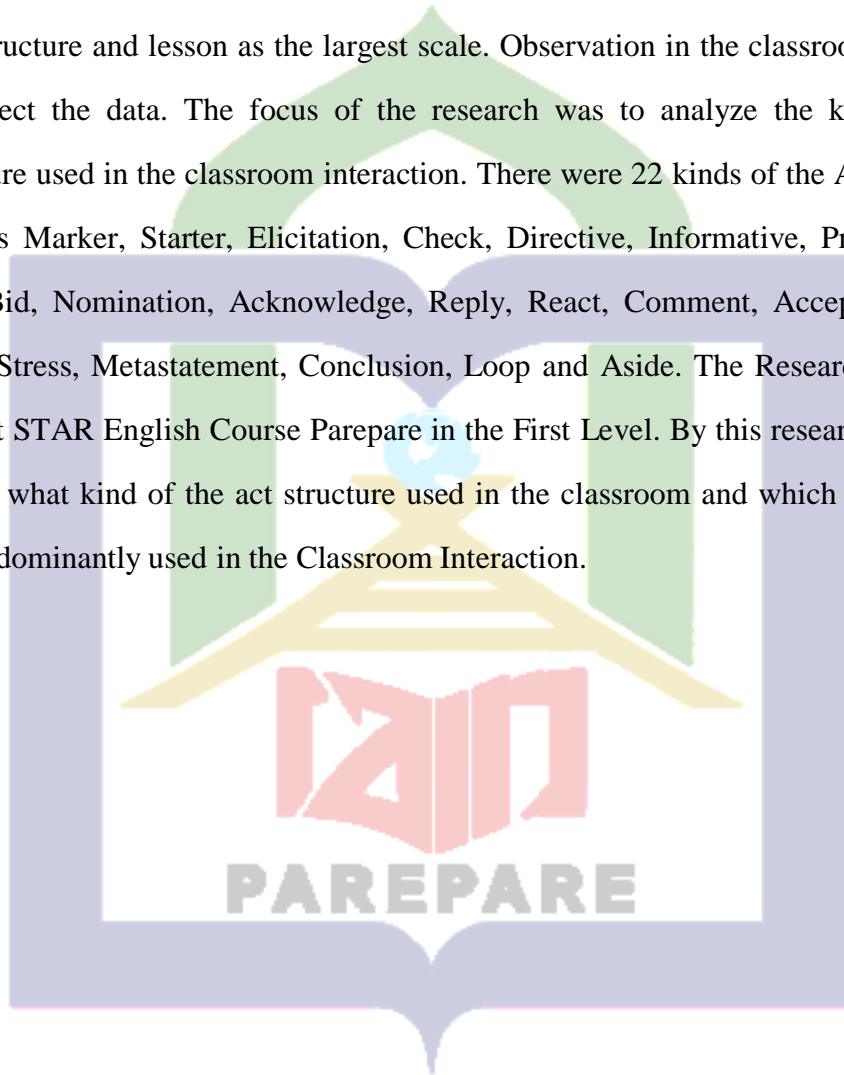 ructure and lesson as the largest scale. Observation in the classroo
ect the data. The focus of the research was to analyze the k
re used in the classroom interaction. There were 22 kinds of the A
s Marker, Starter, Elicitation, Check, Directive, Informative, Pr
Bid, Nomination, Acknowledge, Reply, React, Comment, Accep
Stress, Metastatement, Conclusion, Loop and Aside. The Resear
t STAR English Course Parepare in the First Level. By this resear
what kind of the act structure used in the classroom and which
dominantly used in the Classroom Interaction.
iain
PAREPARE